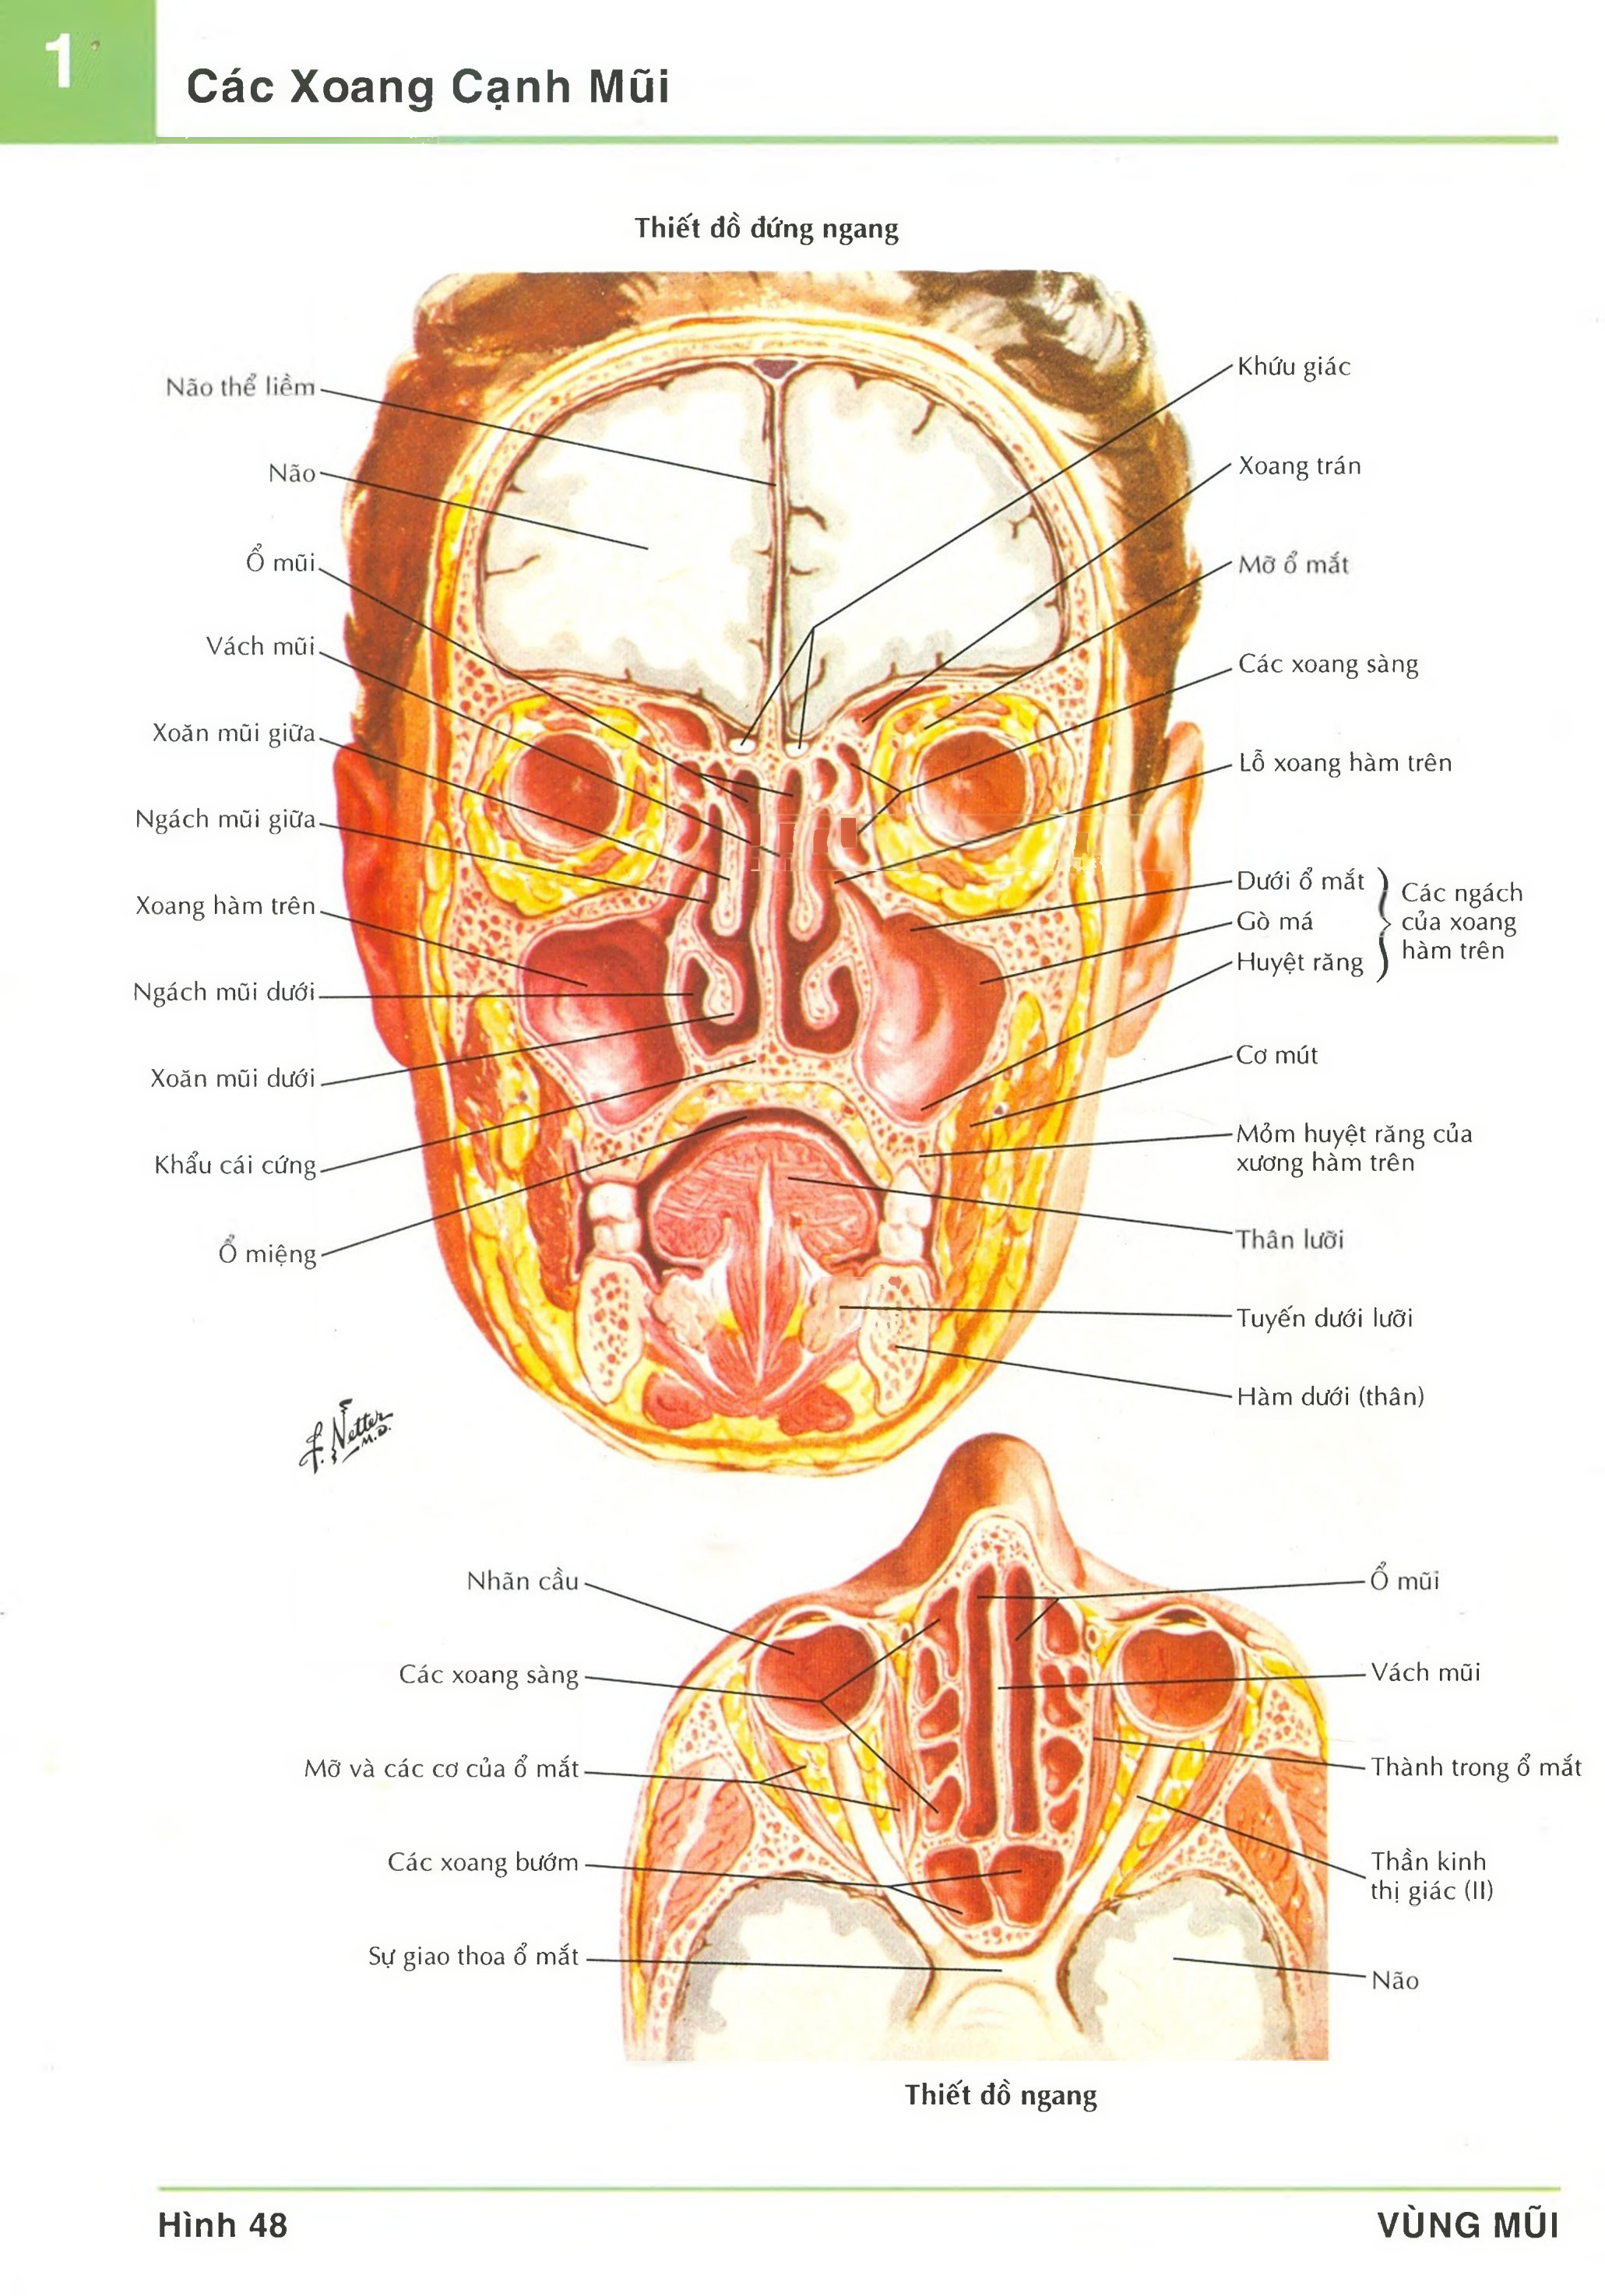 1
Các Xoang Cạnh Mũi
Thiết đồ đứng ngang
Não thể liềm
Não
Ổ mũi
Vách mũi
Xoăn mũi giữa
Ngách mũi giữa
Xoang hàm trên
Ngách mũi dưới
Xoăn mũi dưới
Khẩu cái cứng
Ổ miệng
Khứu giác
Xoang trán
Mỡ ổ mắt
Các xoang sàng
Lỗ xoang hàm trên
Dưới ổ mắt
Gò má
Huyệt răng
Các ngách
của xoang
hàm trên
Cơ mút
Mỏm huyệt răng của
xương hàm trên
Thân lưỡi
Tuyến dưới lưỡi
Hàm dưới (thân)
F. Netter
M.D.
Nhãn cầu
Các xoang sàng
Mỡ và các cơ của ổ mắt
Các xoang bướm
Sự giao thoa ổ mắt
Ổ mũi
Vách mũi
Thành trong ổ mắt
Thần kinh
thị giác (II)
Não
Thiết đồ ngang
Hình 48
VÙNG MŨI